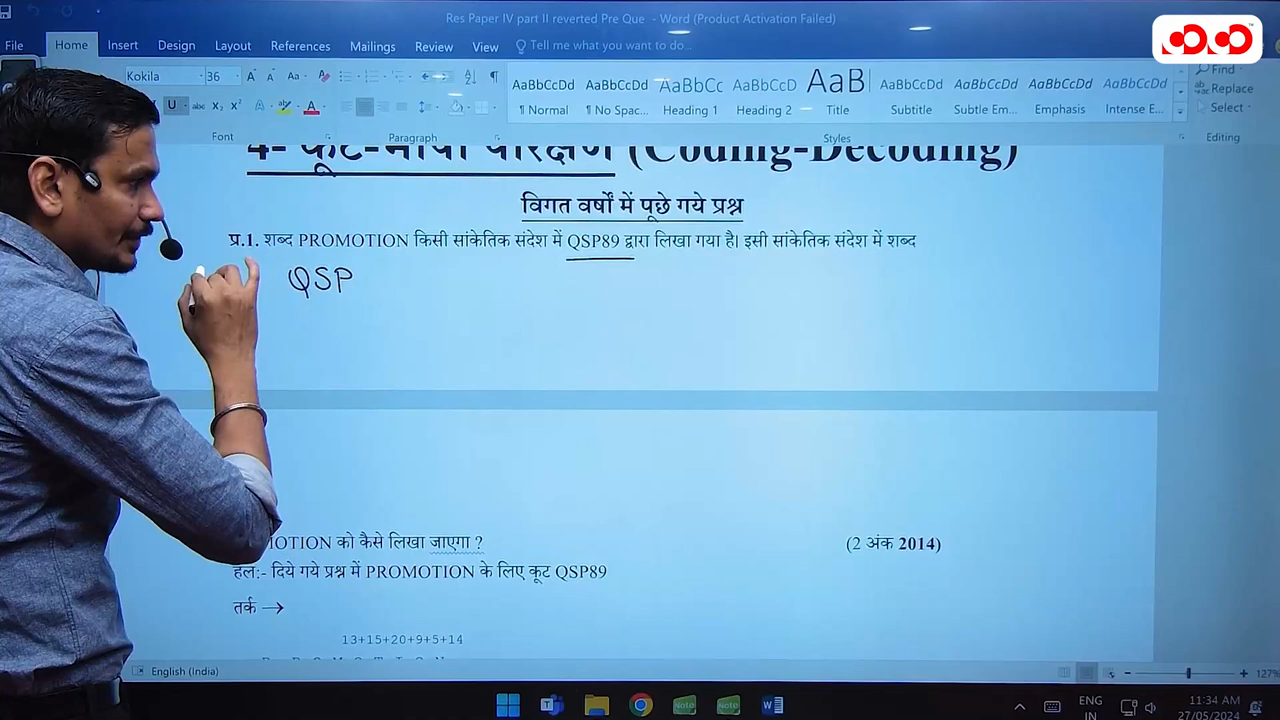 Res Paper IV part II reverted Pre Que - Word (Product Activation Failed)
File Home Insert Design Layout References Mailings Review View Tell me what you want to do...
Kokila 36
Find
AaBbCcDd AaBbCcDd AaBbCc AaBbCcD AaB AaBbCcDd AaBbCcDd AaBbCcDd AaBbCcDd
Replace
¶ Normal ¶ No Spac... Heading 1 Heading 2 Title Subtitle Subtle Em... Emphasis Intense E...
Select
Font Paragraph Styles Editing
4- कूट-भाषा परीक्षण (Coding-Decoding)
विगत वर्षों में पूछे गये प्रश्न
प्र.1. शब्द PROMOTION किसी सांकेतिक संदेश में QSP89 द्वारा लिखा गया है। इसी सांकेतिक संदेश में शब्द
QSP
MOTION को कैसे लिखा जाएगा ? (2 अंक 2014)
हल:- दिये गये प्रश्न में PROMOTION के लिए कूट QSP89
तर्क →
13+15+20+9+5+14
English (India) 127%
ENG
IN
11:34 AM
27/05/2024